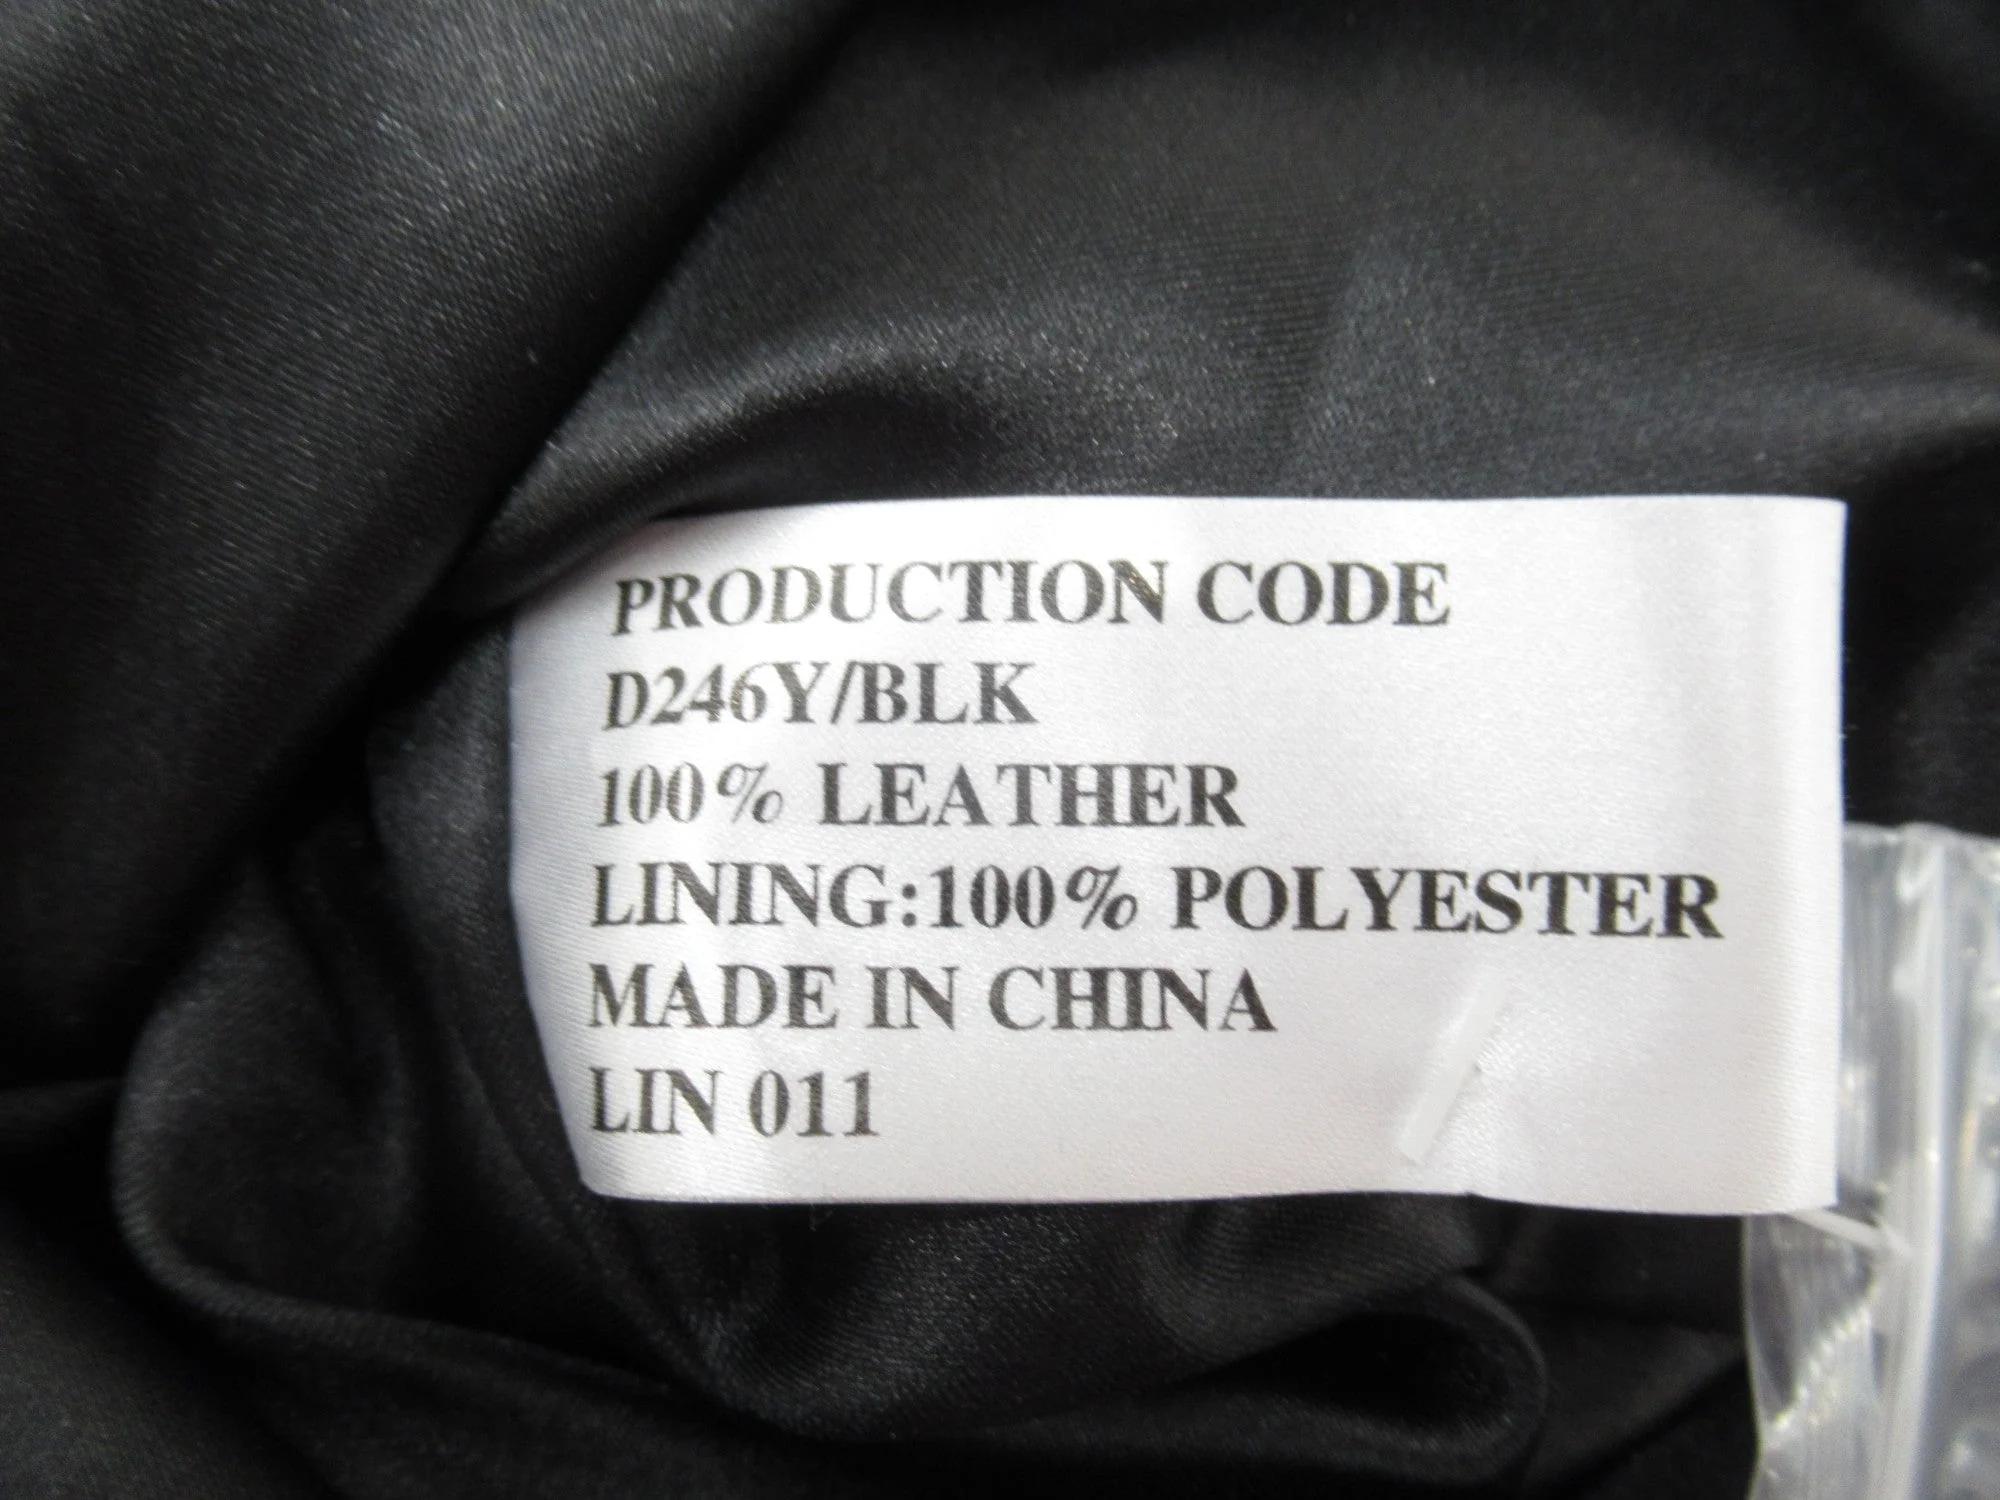 PRODUCTION CODE
D246Y/BLK
100% LEATHER
LINING:100% POLYESTER
MADE IN CHINA
LIN 011